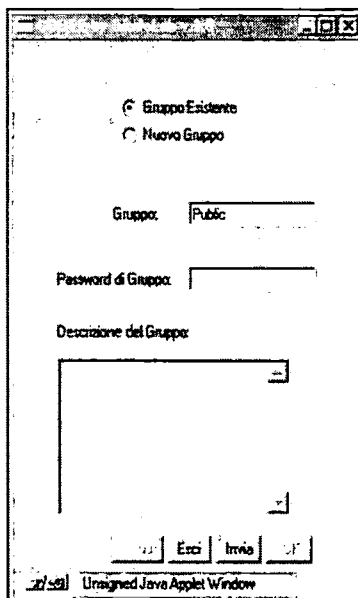 Gruppo Esistente
Nuovo Gruppo
Gruppo: Public
Password di Gruppo:
Descrizione del Gruppo:
Esci Invia
Unsigned Java Applet Window